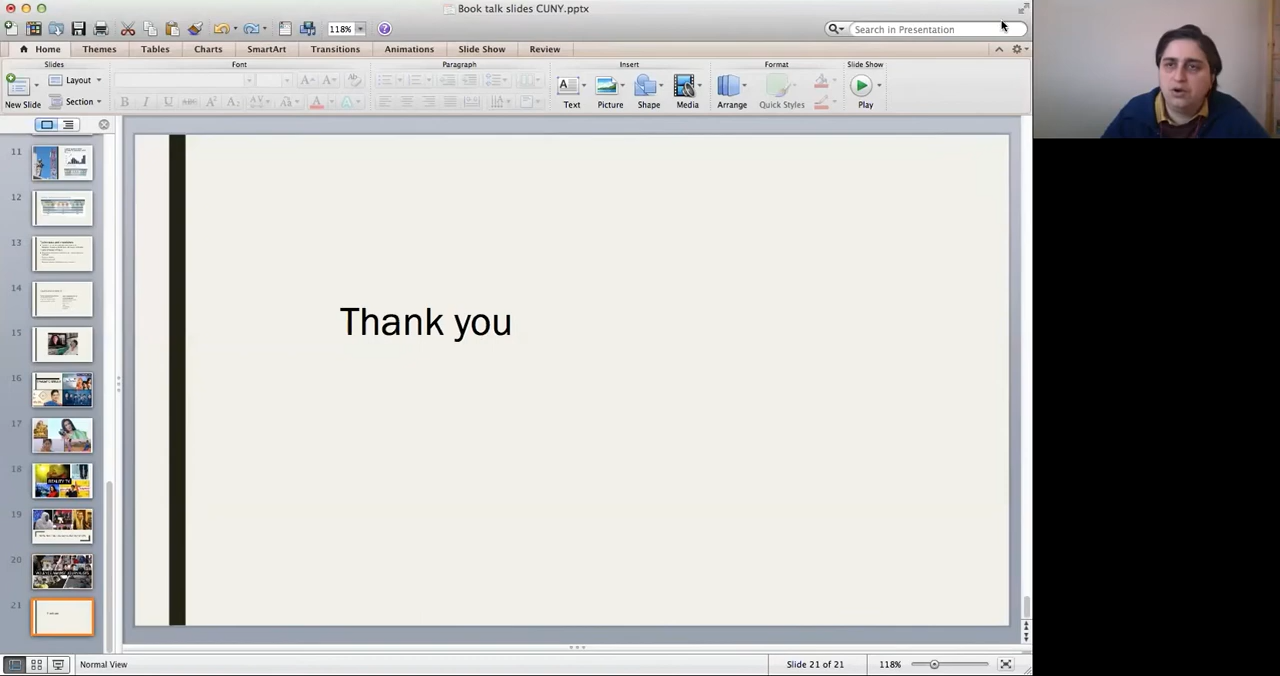 Book talk slides CUNY.pptx
118%
Search in Presentation
Home
Themes
Tables
Charts
SmartArt
Transitions
Animations
Slide Show
Review
Slides
Font
Paragraph
Insert
Format
Slide Show
New Slide
Layout
Section
B I U ABC A A
Text
Picture
Shape
Media
Arrange
Quick Styles
Play
11
12
13
14
15
16
17
18
REALITY TV
19
20
21
Thank you
Normal View
Slide 21 of 21
118%